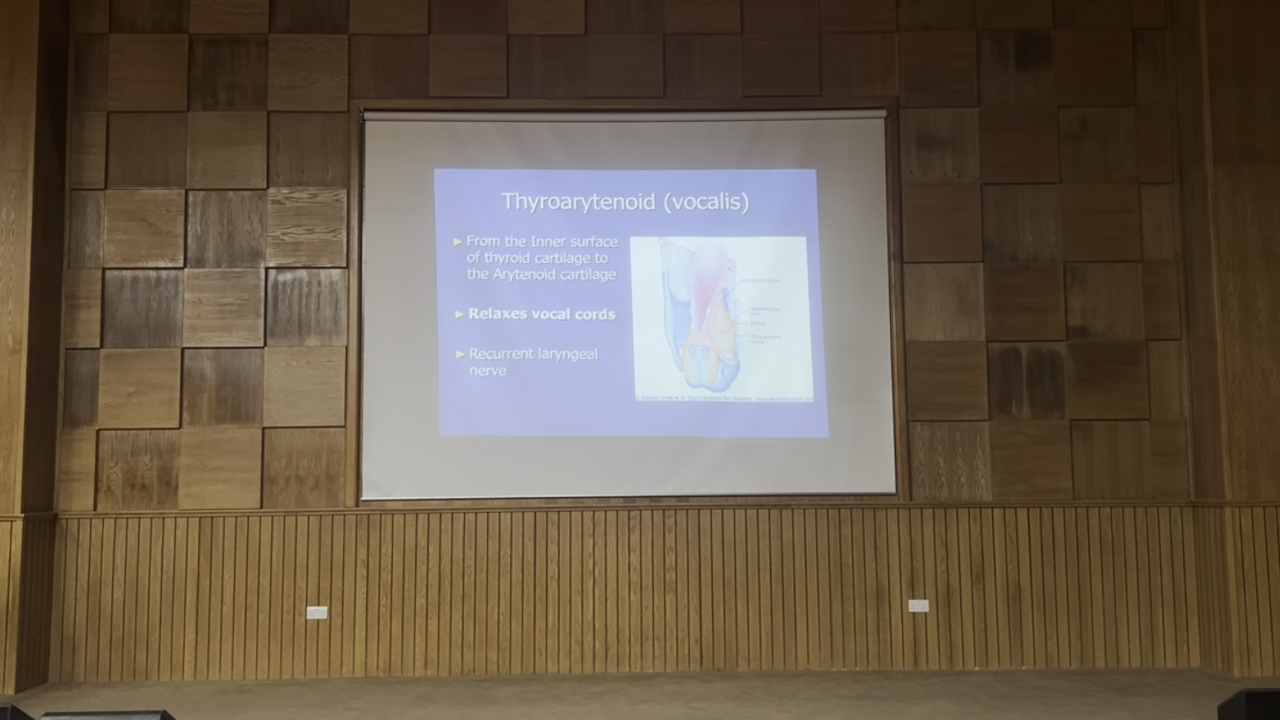 Thyroarytenoid (vocalis)
► From the Inner surface
of thyroid cartilage to
the Arytenoid cartilage
► Relaxes vocal cords
► Recurrent laryngeal
nerve